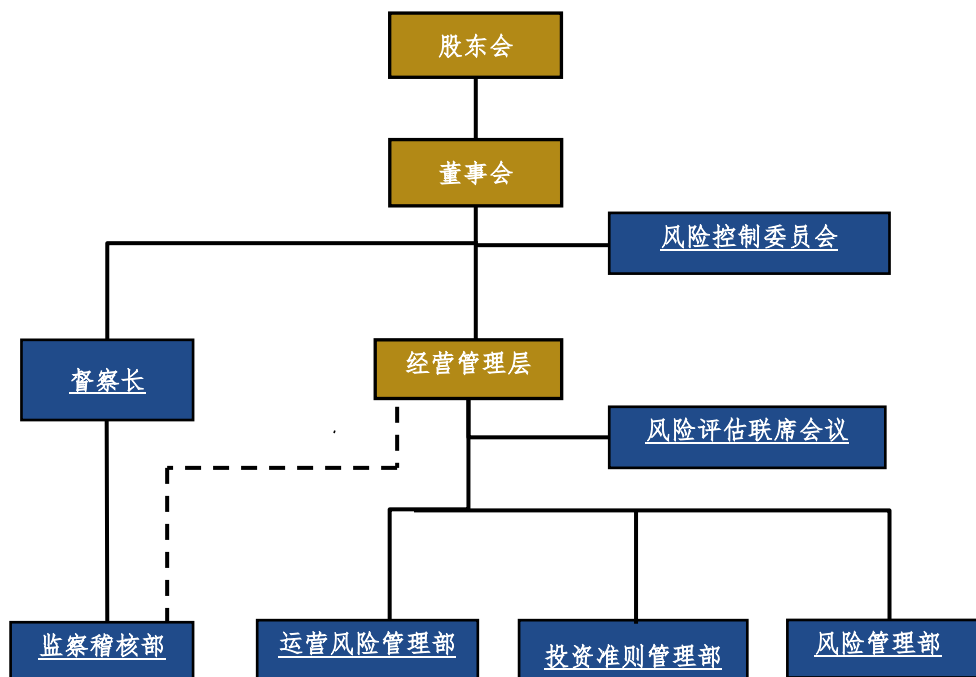 股东会
董事会
风险控制委员会
督察长
经营管理层
风险评估联席会议
监察稽核部
运营风险管理部
投资准则管理部
风险管理部